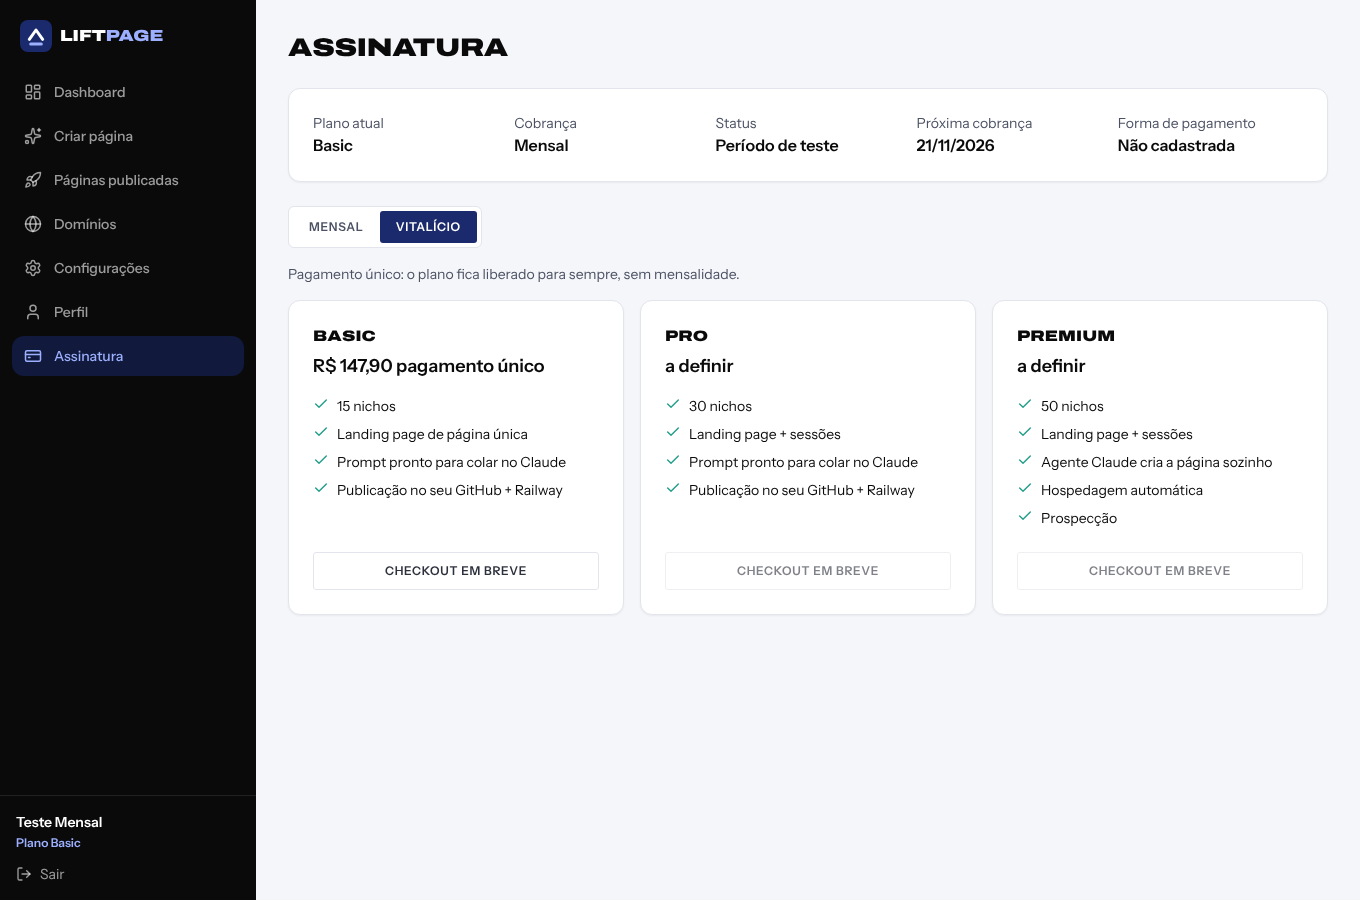 LIFTPAGE
Dashboard
Criar página
Páginas publicadas
Domínios
Configurações
Perfil
Assinatura
Teste Mensal
Plano Basic
Sair
ASSINATURA
Plano atual
Basic
Cobrança
Mensal
Status
Período de teste
Próxima cobrança
21/11/2026
Forma de pagamento
Não cadastrada
MENSAL
VITALÍCIO
Pagamento único: o plano fica liberado para sempre, sem mensalidade.
BASIC
R$ 147,90 pagamento único
15 nichos
Landing page de página única
Prompt pronto para colar no Claude
Publicação no seu GitHub + Railway
CHECKOUT EM BREVE
PRO
a definir
30 nichos
Landing page + sessões
Prompt pronto para colar no Claude
Publicação no seu GitHub + Railway
CHECKOUT EM BREVE
PREMIUM
a definir
50 nichos
Landing page + sessões
Agente Claude cria a página sozinho
Hospedagem automática
Prospecção
CHECKOUT EM BREVE